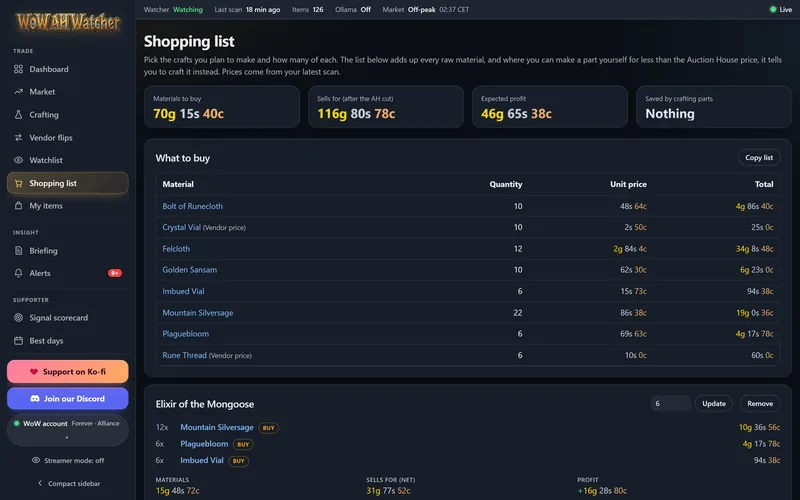 WoW AH Watcher
Watcher Watching Last scan 18 min ago Items 126 Ollama Off Market Off-peak 02:37 CET Live
TRADE
Dashboard
Market
Crafting
Vendor flips
Watchlist
Shopping list
My items
INSIGHT
Briefing
Alerts 9+
SUPPORTER
Signal scorecard
Best days
Support on Ko-fi
Join our Discord
WoW account Forever · Alliance
Streamer mode: off
Compact sidebar
Shopping list
Pick the crafts you plan to make and how many of each. The list below adds up every raw material, and where you can make a part yourself for less than the Auction House price, it tells
you to craft it instead. Prices come from your latest scan.
Materials to buy
70g 15s 40c
Sells for (after the AH cut)
116g 80s 78c
Expected profit
46g 65s 38c
Saved by crafting parts
Nothing
What to buy Copy list
Material Quantity Unit price Total
Bolt of Runecloth 10 48s 64c 4g 86s 40c
Crystal Vial (Vendor price) 10 2s 50c 25s 0c
Felcloth 12 2g 84s 4c 34g 8s 48c
Golden Sansam 10 62s 30c 6g 23s 0c
Imbued Vial 6 15s 73c 94s 38c
Mountain Silversage 22 86s 38c 19g 0s 36c
Plaguebloom 6 69s 63c 4g 17s 78c
Rune Thread (Vendor price) 6 10s 0c 60s 0c
Elixir of the Mongoose 6 Update Remove
12x Mountain Silversage BUY 10g 36s 56c
6x Plaguebloom BUY 4g 17s 78c
6x Imbued Vial BUY 94s 38c
MATERIALS SELLS FOR (NET) PROFIT
15g 48s 72c 31g 77s 52c +16g 28s 80c